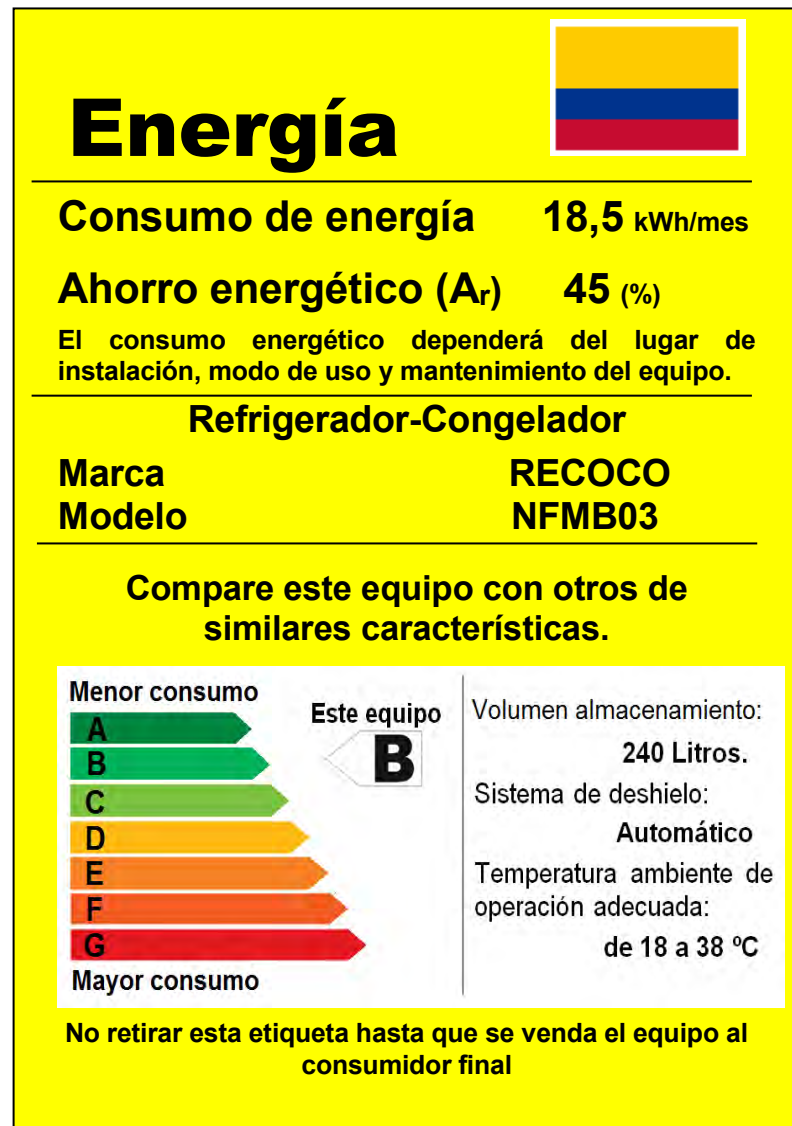 Energía
Consumo de energía 18,5 kWh/mes
Ahorro energético (Ar) 45 (%)
El consumo energético dependerá del lugar de
instalación, modo de uso y mantenimiento del equipo.
Refrigerador-Congelador
Marca RECOCO
Modelo NFMB03
Compare este equipo con otros de
similares características.
Menor consumo
A
B
C
D
E
F
G
Mayor consumo
Este equipo
B
Volumen almacenamiento:
240 Litros.
Sistema de deshielo:
Automático
Temperatura ambiente de
operación adecuada:
de 18 a 38 ºC
No retirar esta etiqueta hasta que se venda el equipo al
consumidor final